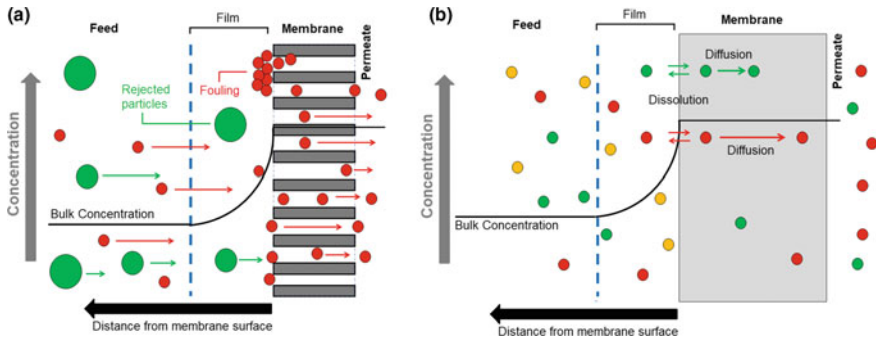 (a)
Feed
Film
Membrane
Permeate
Rejected
particles
Fouling
Concentration
Bulk Concentration
Distance from membrane surface
(b)
Feed
Film
Membrane
Permeate
Diffusion
Dissolution
Diffusion
Concentration
Bulk Concentration
Distance from membrane surface